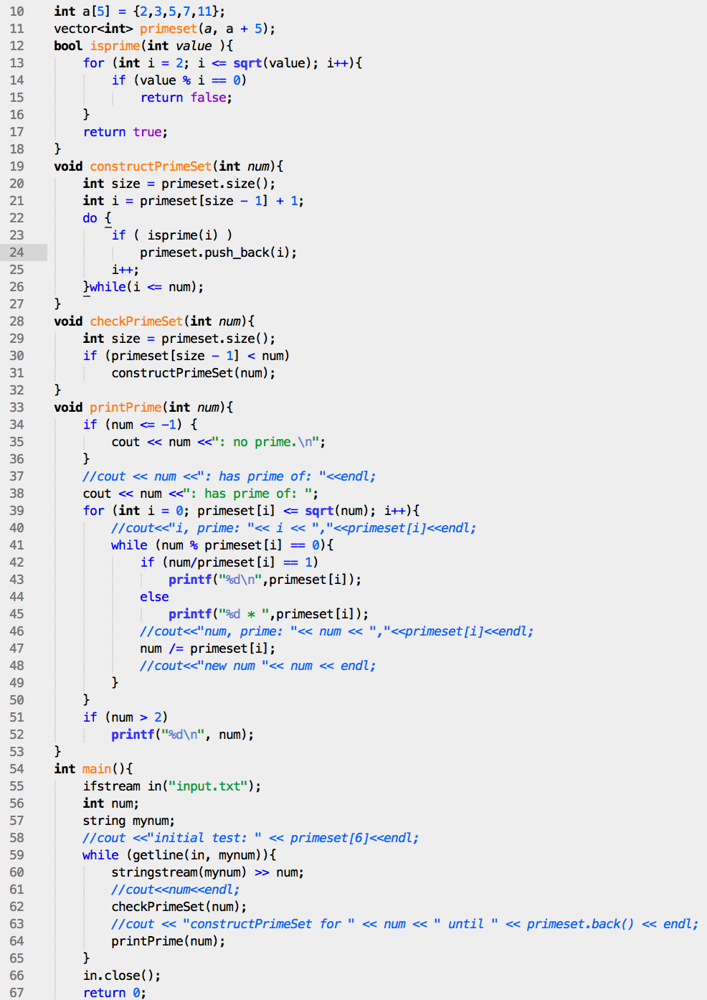 10 int a[5] = {2,3,5,7,11};
11 vector<int> primeset(a, a + 5);
12 bool isprime(int value ){
13     for (int i = 2; i <= sqrt(value); i++){
14         if (value % i == 0)
15             return false;
16     }
17     return true;
18 }
19 void constructPrimeSet(int num){
20     int size = primeset.size();
21     int i = primeset[size - 1] + 1;
22     do {
23         if ( isprime(i) )
24             primeset.push_back(i);
25         i++;
26     }while(i <= num);
27 }
28 void checkPrimeSet(int num){
29     int size = primeset.size();
30     if (primeset[size - 1] < num)
31         constructPrimeSet(num);
32 }
33 void printPrime(int num){
34     if (num <= -1) {
35         cout << num <<": no prime.\n";
36     }
37     //cout << num <<": has prime of: "<<endl;
38     cout << num <<": has prime of: ";
39     for (int i = 0; primeset[i] <= sqrt(num); i++){
40         //cout<<"i, prime: "<< i << ","<<primeset[i]<<endl;
41         while (num % primeset[i] == 0){
42             if (num/primeset[i] == 1)
43                 printf("%d\n",primeset[i]);
44             else
45                 printf("%d * ",primeset[i]);
46             //cout<<"num, prime: "<< num << ","<<primeset[i]<<endl;
47             num /= primeset[i];
48             //cout<<"new num "<< num << endl;
49         }
50     }
51     if (num > 2)
52         printf("%d\n", num);
53 }
54 int main(){
55     ifstream in("input.txt");
56     int num;
57     string mynum;
58     //cout <<"initial test: " << primeset[6]<<endl;
59     while (getline(in, mynum)){
60         stringstream(mynum) >> num;
61         //cout<<num<<endl;
62         checkPrimeSet(num);
63         //cout << "constructPrimeSet for " << num << " until " << primeset.back() << endl;
64         printPrime(num);
65     }
66     in.close();
67     return 0;